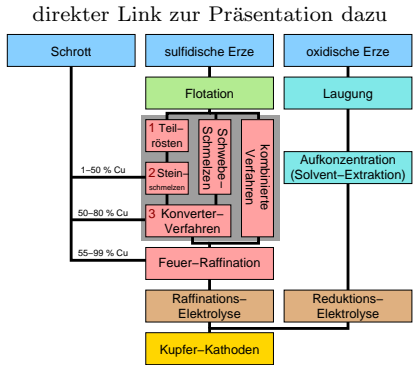 direkter Link zur Präsentation dazu
Schrott
sulfidische Erze
oxidische Erze
Flotation
Laugung
1 Teil–
rösten
Schwebe–
Schmelzen
kombinierte
Verfahren
2 Stein–
schmelzen
3 Konverter–
Verfahren
1–50 % Cu
50–80 % Cu
55–99 % Cu
Aufkonzentration
(Solvent–Extraktion)
Feuer–Raffination
Raffinations–
Elektrolyse
Reduktions–
Elektrolyse
Kupfer–Kathoden